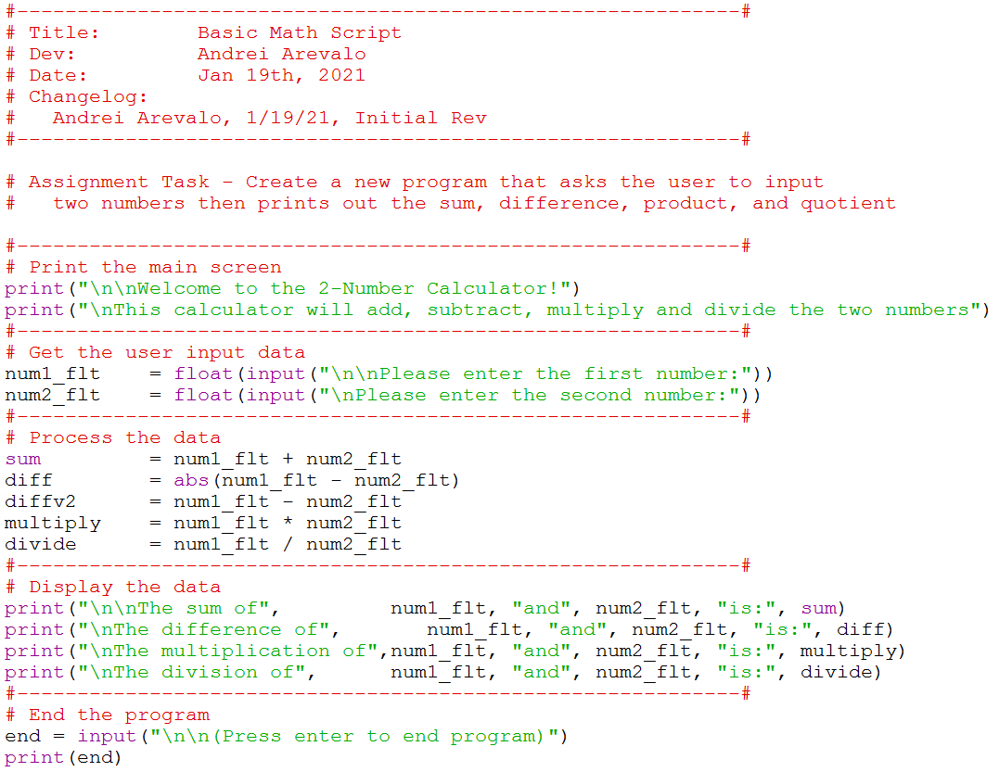 #------------------------------------------------------------#
# Title:        Basic Math Script
# Dev:          Andrei Arevalo
# Date:         Jan 19th, 2021
# Changelog:
#   Andrei Arevalo, 1/19/21, Initial Rev
#------------------------------------------------------------#

# Assignment Task - Create a new program that asks the user to input
#   two numbers then prints out the sum, difference, product, and quotient

#------------------------------------------------------------#
# Print the main screen
print("\n\nWelcome to the 2-Number Calculator!")
print("\nThis calculator will add, subtract, multiply and divide the two numbers")
#------------------------------------------------------------#
# Get the user input data
num1_flt    = float(input("\n\nPlease enter the first number:"))
num2_flt    = float(input("\nPlease enter the second number:"))
#------------------------------------------------------------#
# Process the data
sum         = num1_flt + num2_flt
diff        = abs(num1_flt - num2_flt)
diffv2      = num1_flt - num2_flt
multiply    = num1_flt * num2_flt
divide      = num1_flt / num2_flt
#------------------------------------------------------------#
# Display the data
print("\n\nThe sum of",         num1_flt, "and", num2_flt, "is:", sum)
print("\nThe difference of",       num1_flt, "and", num2_flt, "is:", diff)
print("\nThe multiplication of",num1_flt, "and", num2_flt, "is:", multiply)
print("\nThe division of",      num1_flt, "and", num2_flt, "is:", divide)
#------------------------------------------------------------#
# End the program
end = input("\n\n(Press enter to end program)")
print(end)